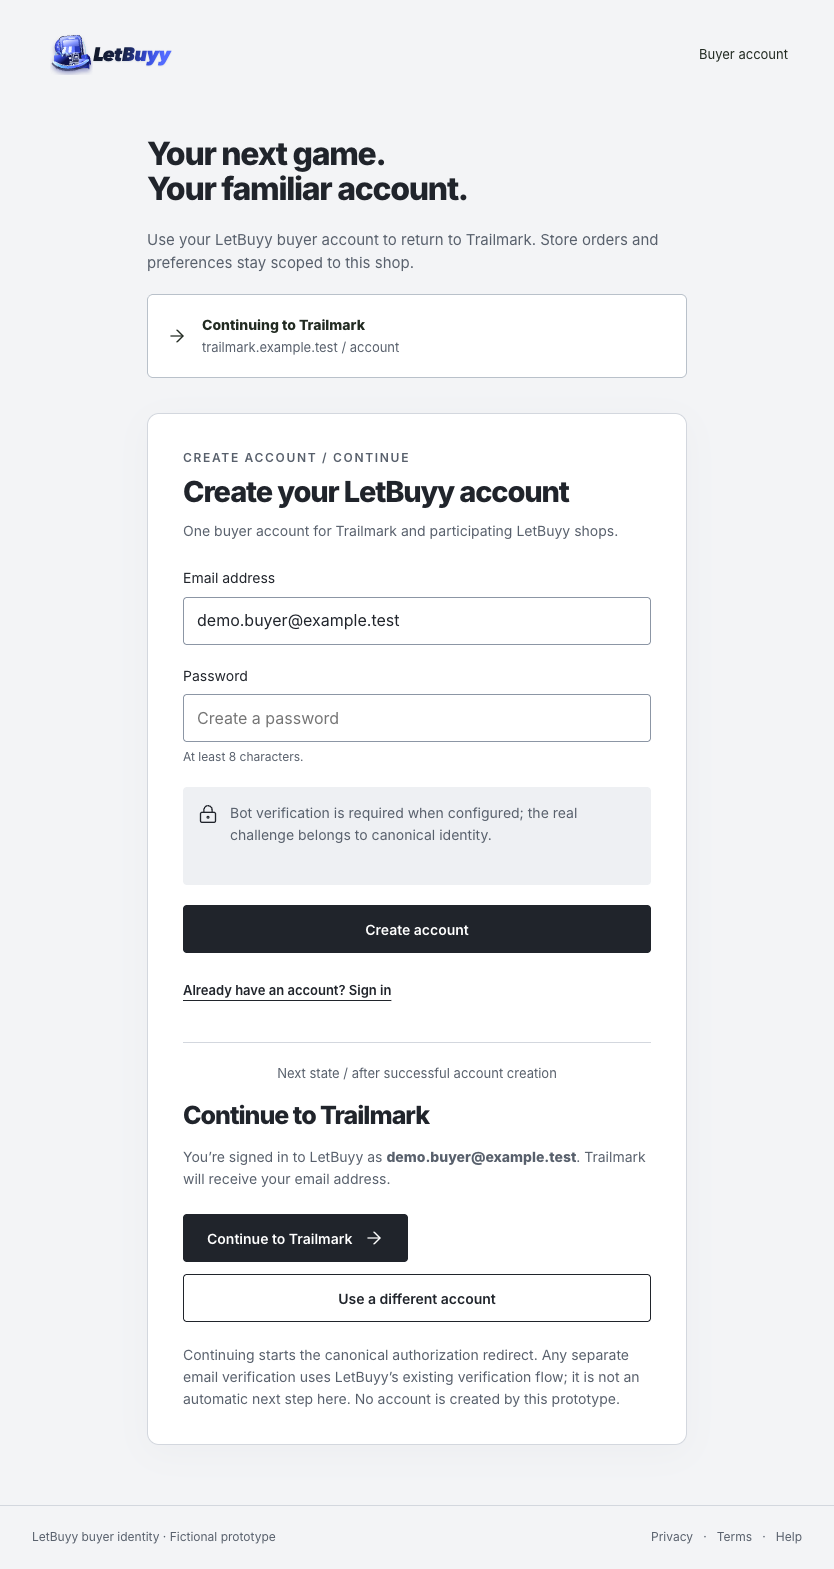 LetBuyy
Buyer account
Your next game.
Your familiar account.
Use your LetBuyy buyer account to return to Trailmark. Store orders and
preferences stay scoped to this shop.
Continuing to Trailmark
trailmark.example.test / account
CREATE ACCOUNT / CONTINUE
Create your LetBuyy account
One buyer account for Trailmark and participating LetBuyy shops.
Email address
demo.buyer@example.test
Password
Create a password
At least 8 characters.
Bot verification is required when configured; the real
challenge belongs to canonical identity.
Create account
Already have an account? Sign in
Next state / after successful account creation
Continue to Trailmark
You’re signed in to LetBuyy as demo.buyer@example.test. Trailmark
will receive your email address.
Continue to Trailmark
Use a different account
Continuing starts the canonical authorization redirect. Any separate
email verification uses LetBuyy’s existing verification flow; it is not an
automatic next step here. No account is created by this prototype.
LetBuyy buyer identity · Fictional prototype
Privacy · Terms · Help